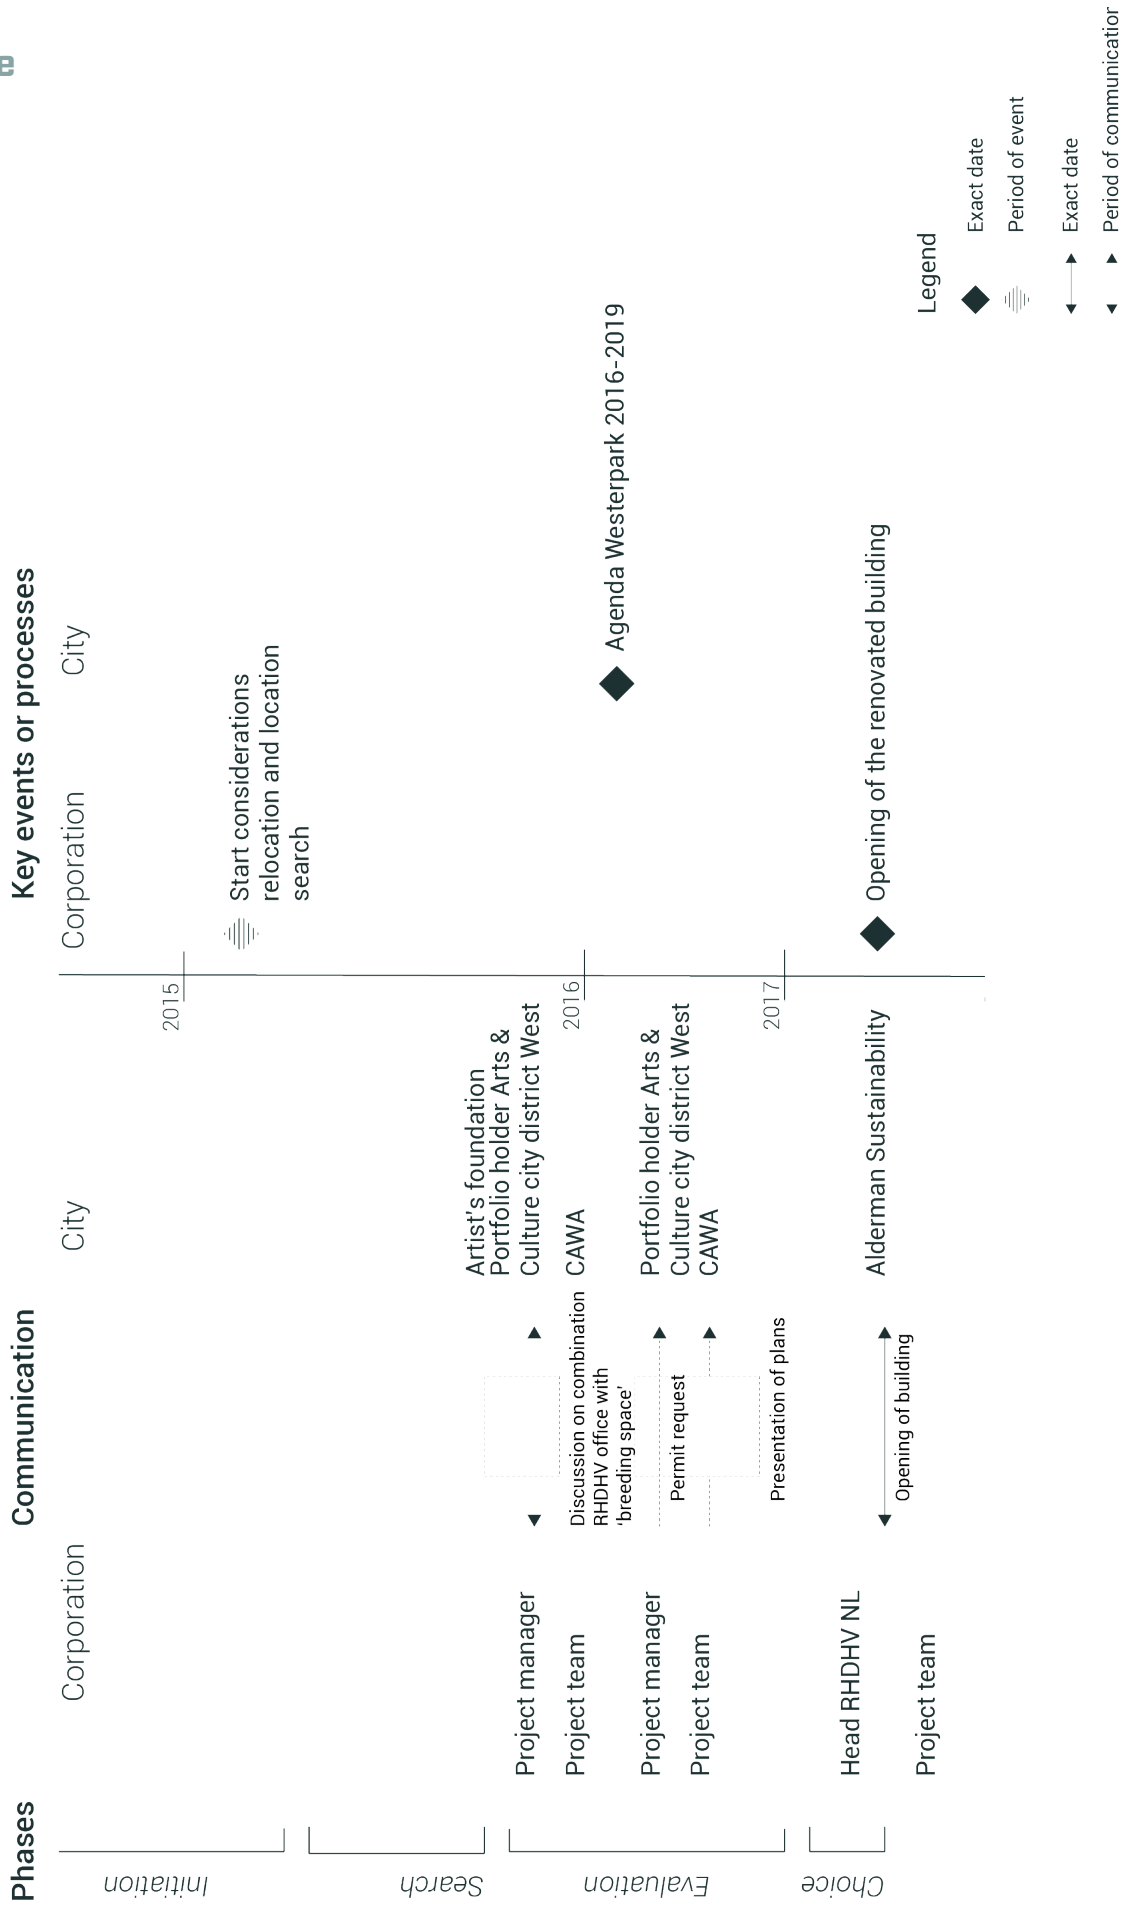 e
Phases
Communication
Key events or processes
Corporation
City
Corporation
City
Initiation
2015
Start considerations
relocation and location
search
Search
Evaluation
Project manager
Project team
Artist's foundation
Portfolio holder Arts &
Culture city district West
CAWA
Discussion on combination
RHDHV office with
'breeding space'
2016
Agenda Westerpark 2016-2019
Project manager
Project team
Permit request
Portfolio holder Arts &
Culture city district West
CAWA
Presentation of plans
2017
Choice
Head RHDHV NL
Project team
Opening of building
Alderman Sustainability
Opening of the renovated building
Legend
Exact date
Period of event
Exact date
Period of communication